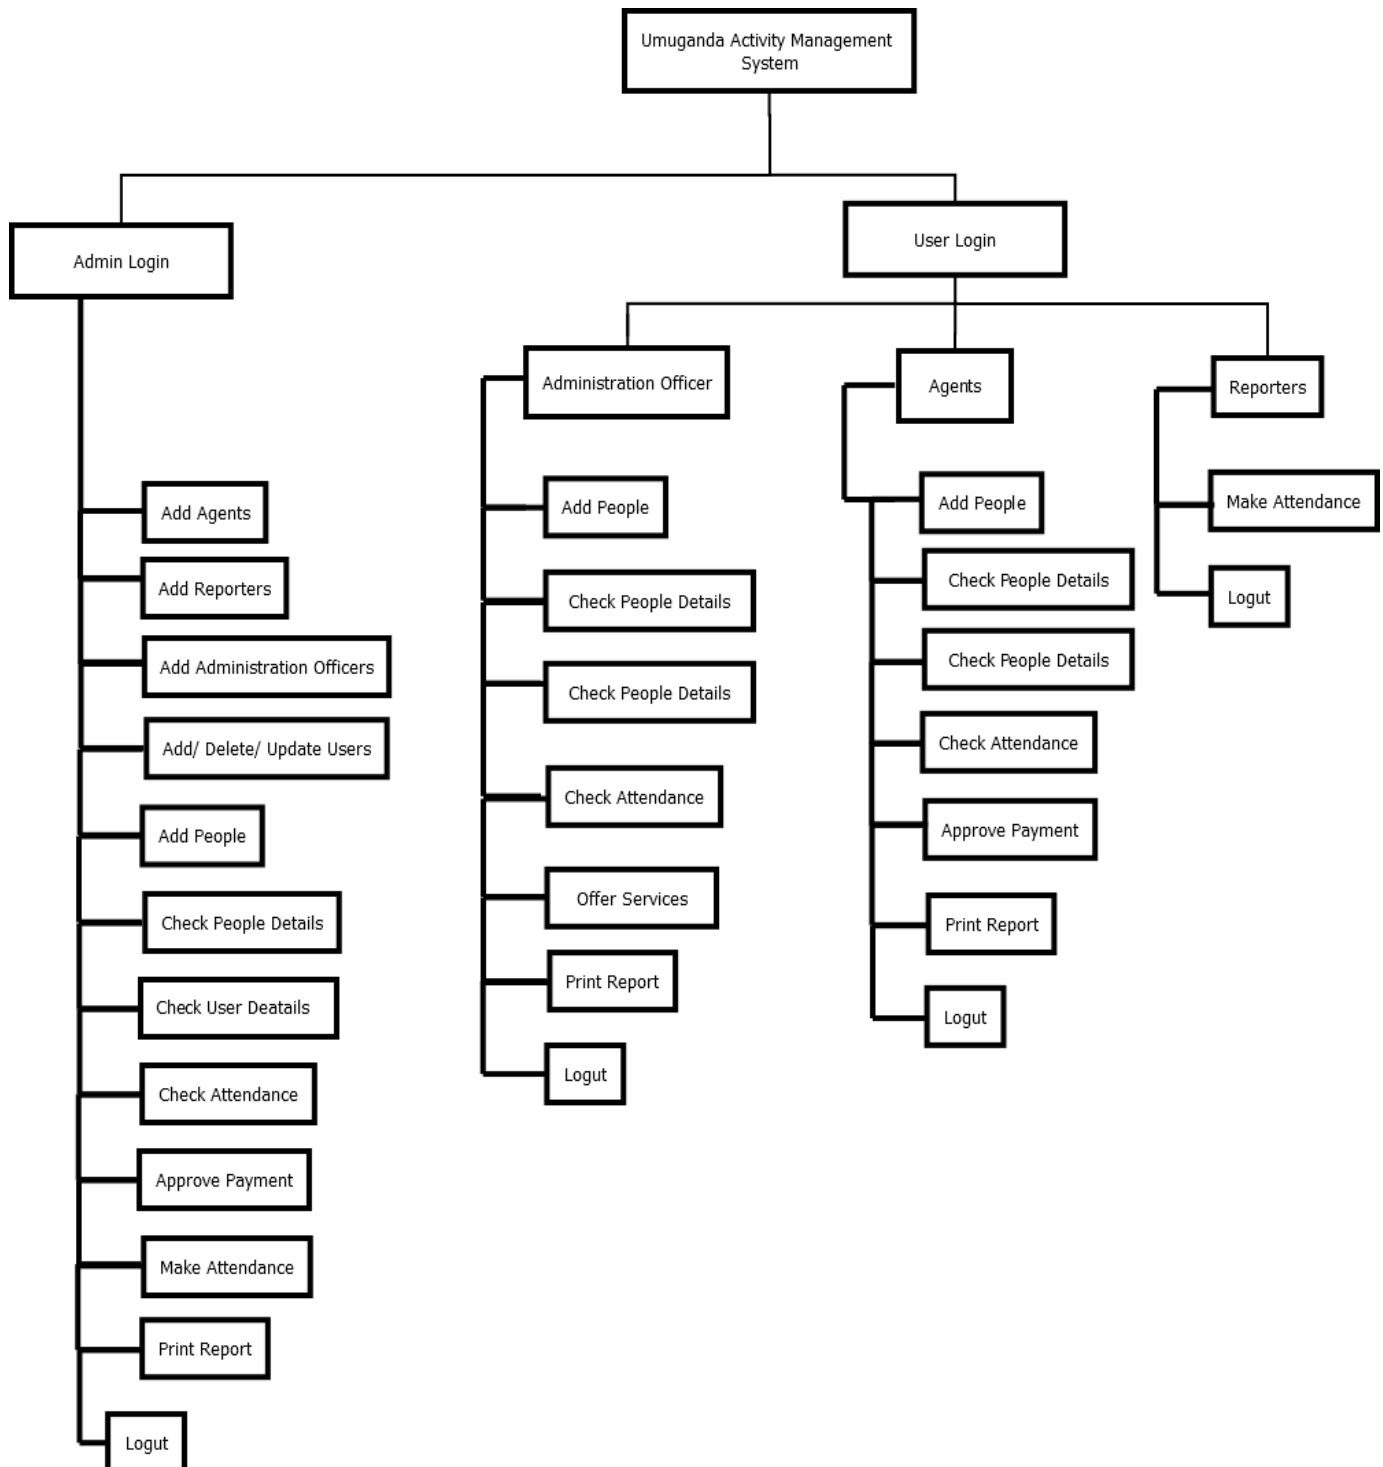 Umuganda Activity Management
System
Admin Login
User Login
Administration Officer
Agents
Reporters
Add Agents
Add Reporters
Add Administration Officers
Add/ Delete/ Update Users
Add People
Check People Details
Check User Deatails
Check Attendance
Approve Payment
Make Attendance
Print Report
Logut
Add People
Check People Details
Check People Details
Check Attendance
Offer Services
Print Report
Logut
Add People
Check People Details
Check People Details
Check Attendance
Approve Payment
Print Report
Logut
Make Attendance
Logut